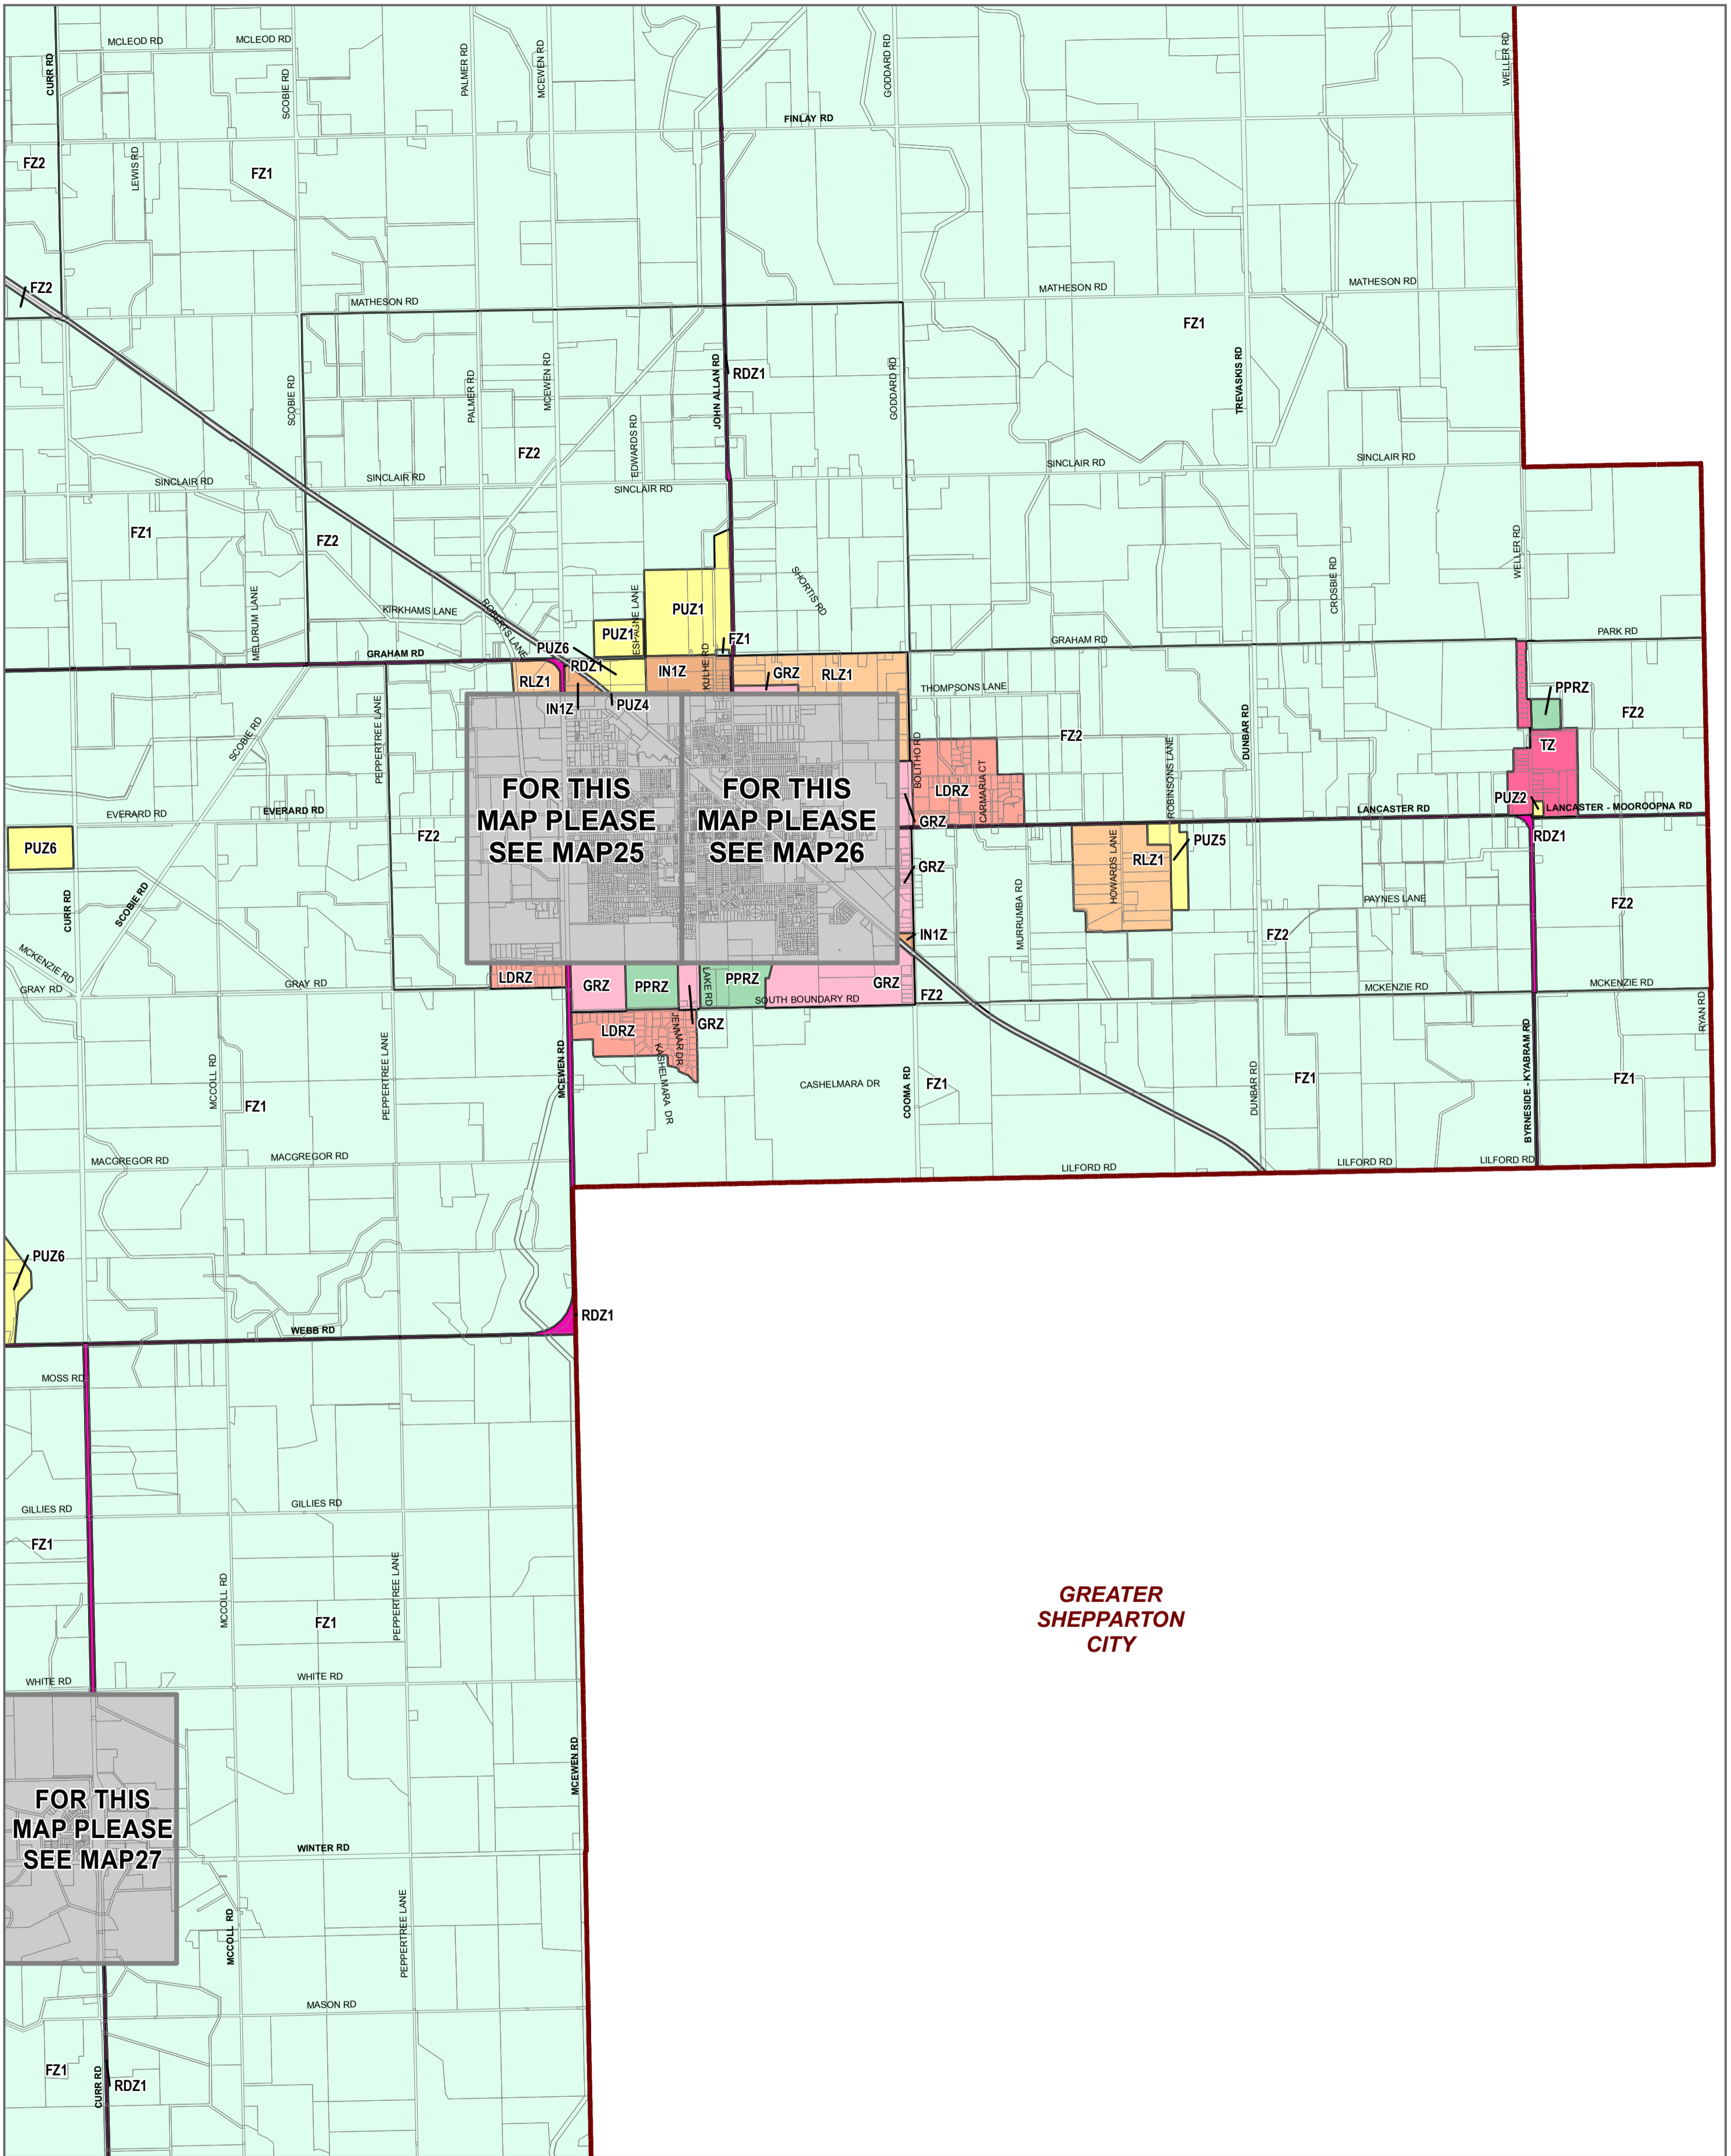 MCLEOD RD
MCLEOD RD
CURR RD
SCOBIE RD
PALMER RD
MCEWEN RD
GODDARD RD
WELLER RD
FINLAY RD
FZ2
LEWIS RD
FZ1
FZ2
MATHESON RD
MATHESON RD
MATHESON RD
FZ1
SCOBIE RD
PALMER RD
MCEWEN RD
JOHN ALLAN RD
RDZ1
GODDARD RD
TREVASKIS RD
FZ2
EDWARDS RD
SINCLAIR RD
SINCLAIR RD
SINCLAIR RD
SINCLAIR RD
SINCLAIR RD
FZ1
FZ2
WELLER RD
MELDRUM LANE
KIRKHAMS LANE
ROBERTS LANE
PUZ1
PUZ1
SHORTIS RD
CROSBIE RD
FZ1
GRAHAM RD
PARK RD
GRAHAM RD
PUZ6
RDZ1
IN1Z
KULHE RD
GRZ
RLZ1
RLZ1
THOMPSONS LANE
PPRZ
FZ2
IN1Z
PUZ4
SCOBIE RD
PEPPERTREE LANE
BOLITHO RD
FZ2
DUNBAR RD
TZ
FOR THIS
MAP PLEASE
SEE MAP25
FOR THIS
MAP PLEASE
SEE MAP26
LDRZ
CARMARIA CT
ROBINSONS LANE
PUZ2
LANCASTER RD
LANCASTER - MOOROOPNA RD
EVERARD RD
EVERARD RD
GRZ
FZ2
RDZ1
PUZ6
GRZ
RLZ1
HOWARDS LANE
PUZ5
PAYNES LANE
FZ2
CURR RD
SCOBIE RD
IN1Z
MURRUMBA RD
FZ2
MCKENZIE RD
GRAY RD
GRAY RD
LDRZ
GRZ
PPRZ
LAKE RD
PPRZ
GRZ
SOUTH BOUNDARY RD
FZ2
MCKENZIE RD
MCKENZIE RD
RYAN RD
LDRZ
JENMAR DR
GRZ
MCCOLL RD
PEPPERTREE LANE
MCEWEN RD
KASHELMARA DR
CASHELMARA DR
FZ1
COOMA RD
DUNBAR RD
FZ1
BYRNESIDE - KYABRAM RD
FZ1
FZ1
MACGREGOR RD
MACGREGOR RD
LILFORD RD
LILFORD RD
LILFORD RD
PUZ6
RDZ1
WEBB RD
MOSS RD
GILLIES RD
GILLIES RD
FZ1
MCCOLL RD
PEPPERTREE LANE
FZ1
GREATER
SHEPPARTON
CITY
WHITE RD
WHITE RD
MCEWEN RD
FOR THIS
MAP PLEASE
SEE MAP27
WINTER RD
MCCOLL RD
PEPPERTREE LANE
MASON RD
FZ1
CURR RD
RDZ1